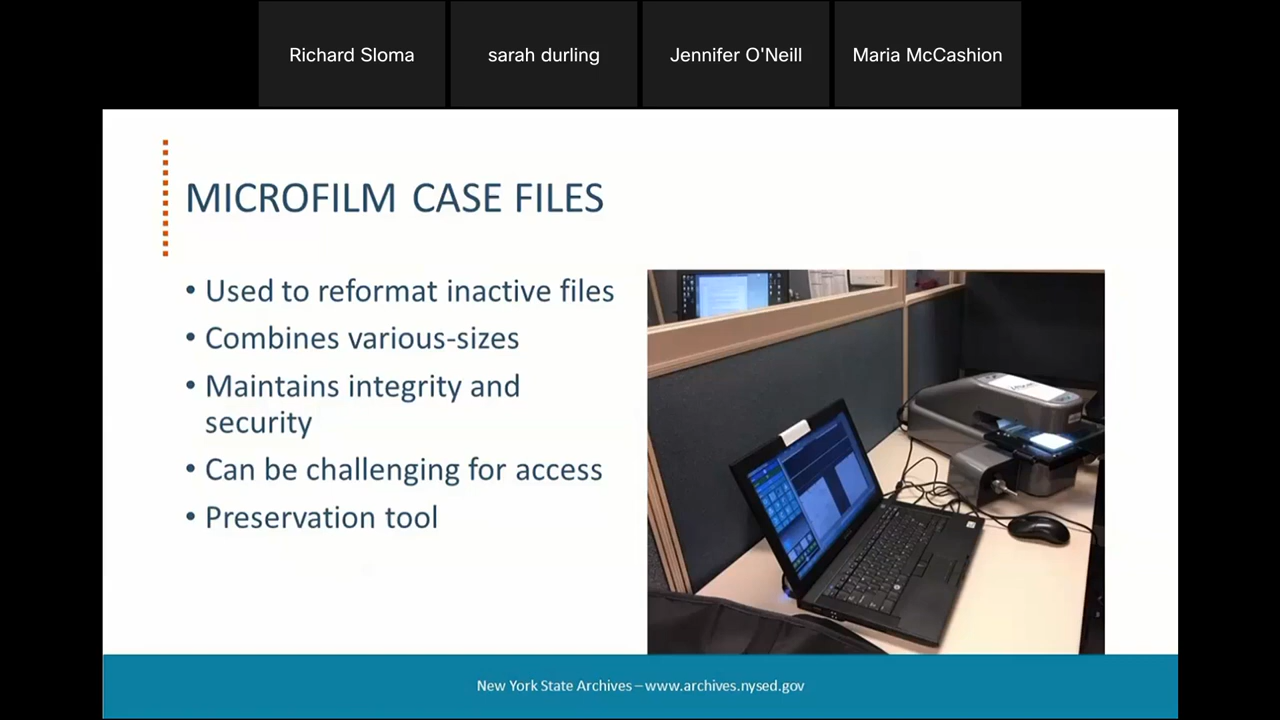 Richard Sloma
sarah durling
Jennifer O'Neill
Maria McCashion
MICROFILM CASE FILES
• Used to reformat inactive files
• Combines various-sizes
• Maintains integrity and
security
• Can be challenging for access
• Preservation tool
New York State Archives – www.archives.nysed.gov